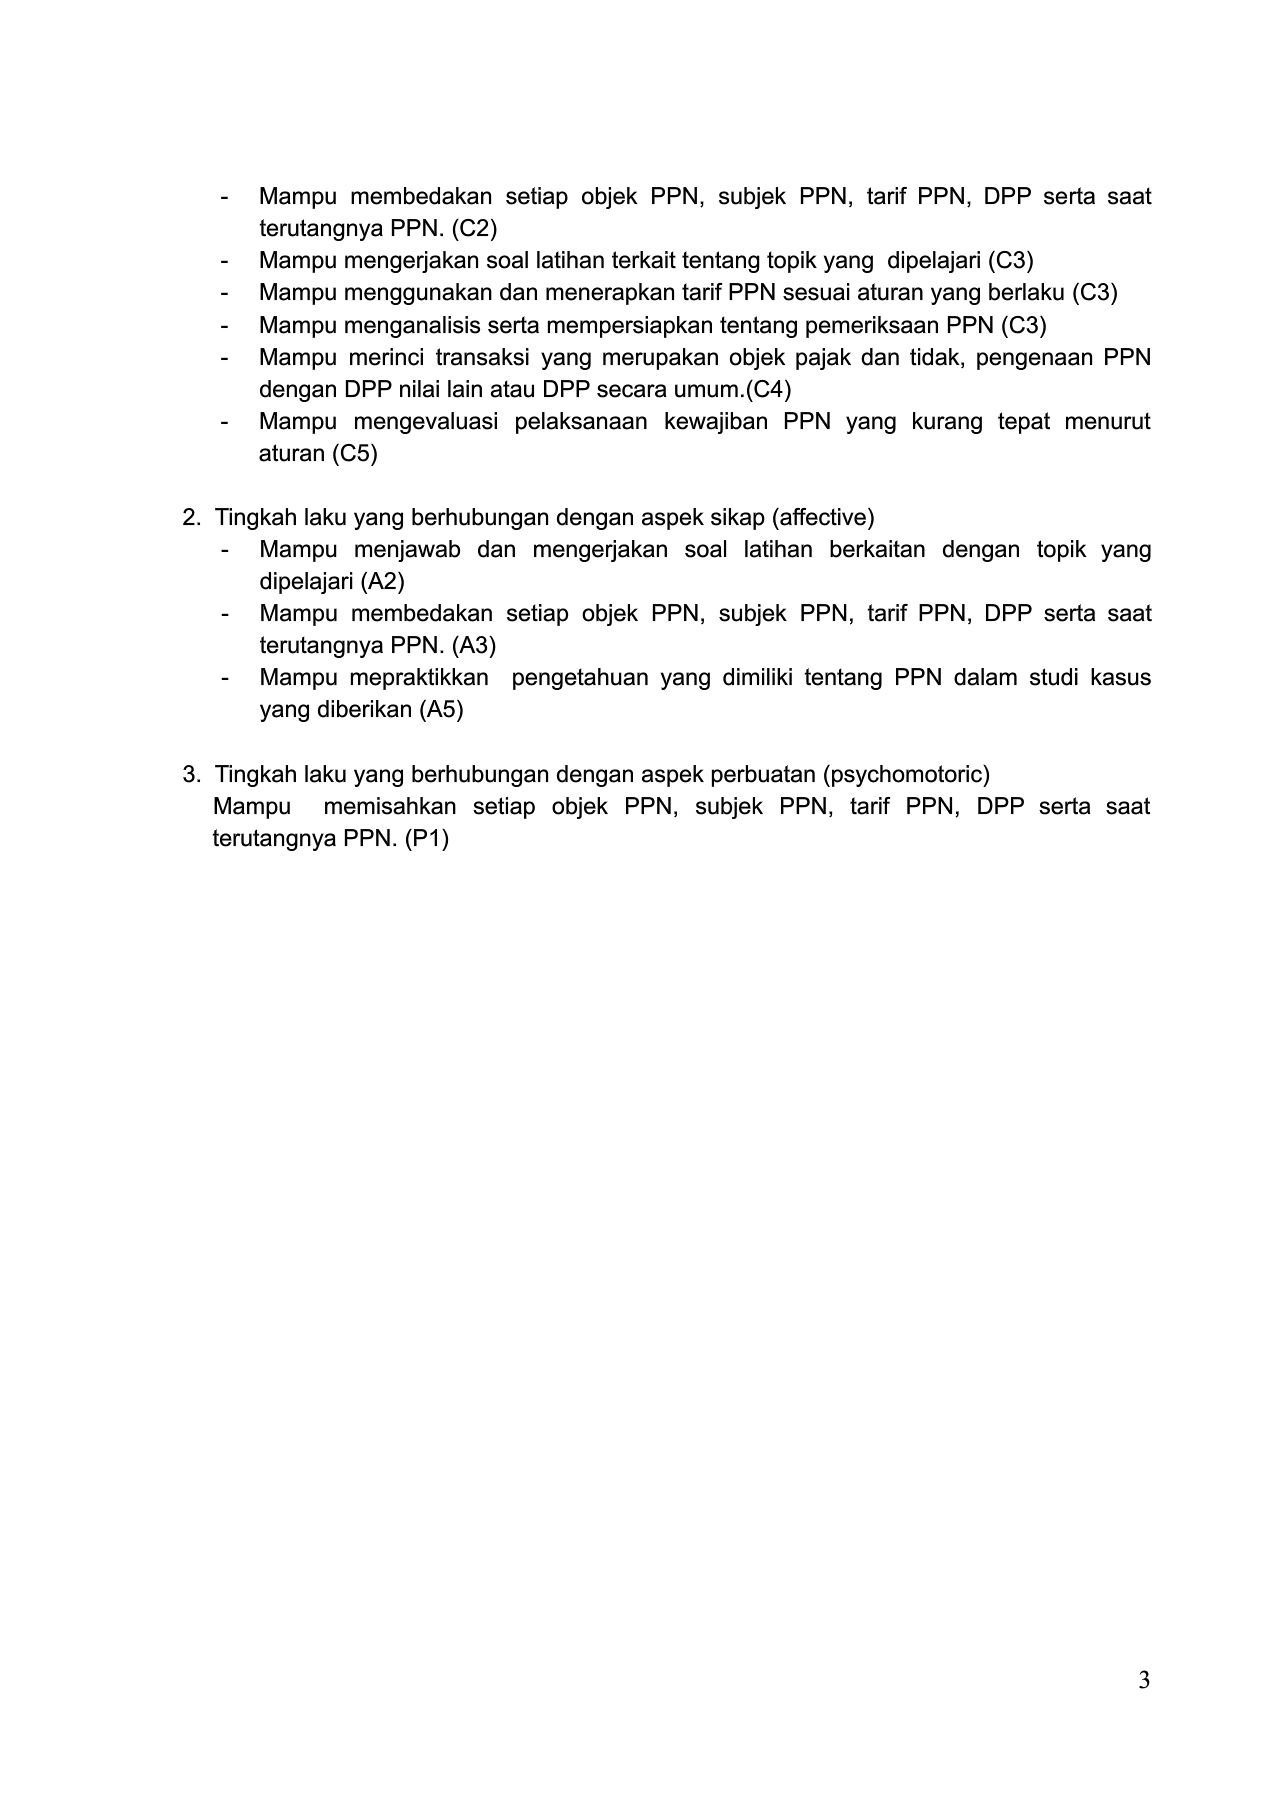 - Mampu membedakan setiap objek PPN, subjek PPN, tarif PPN, DPP serta saat
terutangnya PPN. (C2)
- Mampu mengerjakan soal latihan terkait tentang topik yang  dipelajari (C3)
- Mampu menggunakan dan menerapkan tarif PPN sesuai aturan yang berlaku (C3)
- Mampu menganalisis serta mempersiapkan tentang pemeriksaan PPN (C3)
- Mampu merinci transaksi yang merupakan objek pajak dan tidak, pengenaan PPN
dengan DPP nilai lain atau DPP secara umum.(C4)
- Mampu mengevaluasi pelaksanaan kewajiban PPN yang kurang tepat menurut
aturan (C5)
2. Tingkah laku yang berhubungan dengan aspek sikap (affective)
- Mampu menjawab dan mengerjakan soal latihan berkaitan dengan topik yang
dipelajari (A2)
- Mampu membedakan setiap objek PPN, subjek PPN, tarif PPN, DPP serta saat
terutangnya PPN. (A3)
- Mampu mepraktikkan  pengetahuan yang dimiliki tentang PPN dalam studi kasus
yang diberikan (A5)
3. Tingkah laku yang berhubungan dengan aspek perbuatan (psychomotoric)
Mampu  memisahkan setiap objek PPN, subjek PPN, tarif PPN, DPP serta saat
terutangnya PPN. (P1)
3